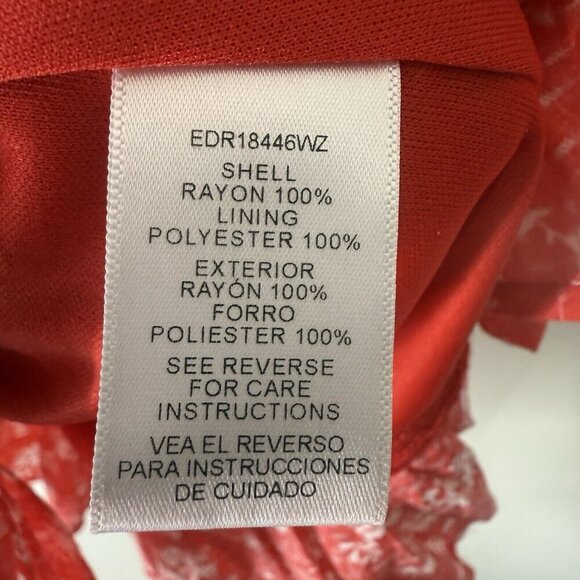 EDR18446WZ
SHELL
RAYON 100%
LINING
POLYESTER 100%
EXTERIOR
RAYÓN 100%
FORRO
POLIESTER 100%
SEE REVERSE
FOR CARE
INSTRUCTIONS
VEA EL REVERSO
PARA INSTRUCCIONES
DE CUIDADO